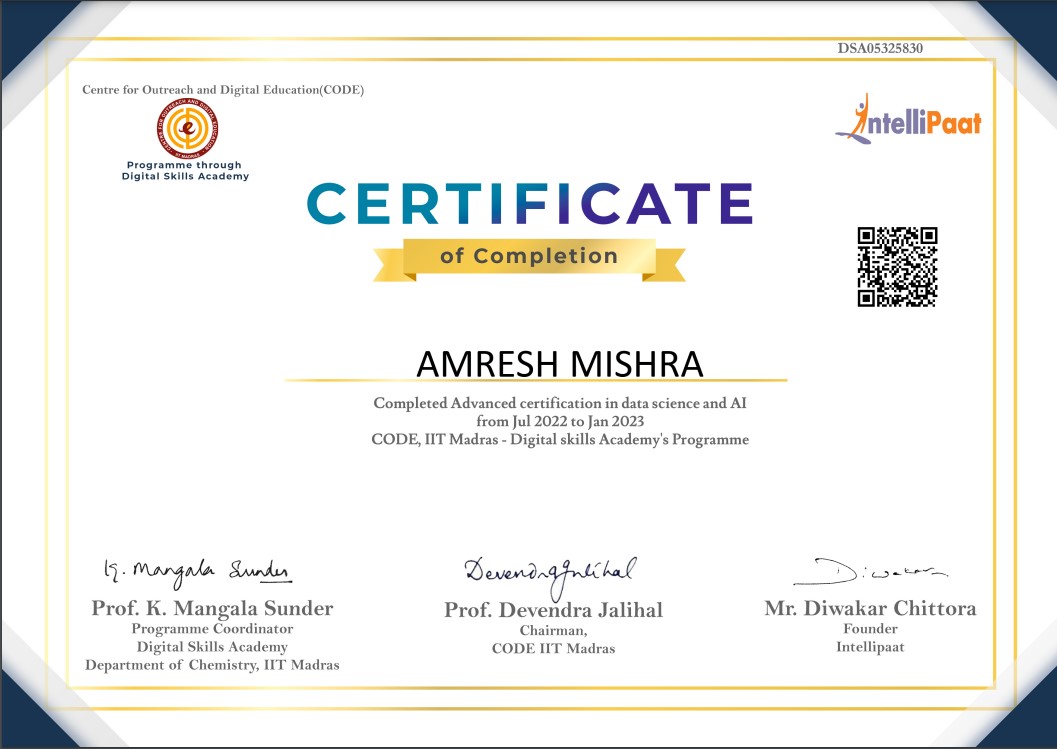 DSA05325830
Centre for Outreach and Digital Education(CODE)
Programme through
Digital Skills Academy
IntelliPaat
CERTIFICATE
of Completion
AMRESH MISHRA
Completed Advanced certification in data science and AI
from Jul 2022 to Jan 2023
CODE, IIT Madras - Digital skills Academy's Programme
K. Mangala Sunder
Devendra Jalihal
Diwakar
Prof. K. Mangala Sunder
Programme Coordinator
Digital Skills Academy
Department of Chemistry, IIT Madras
Prof. Devendra Jalihal
Chairman,
CODE IIT Madras
Mr. Diwakar Chittora
Founder
Intellipaat